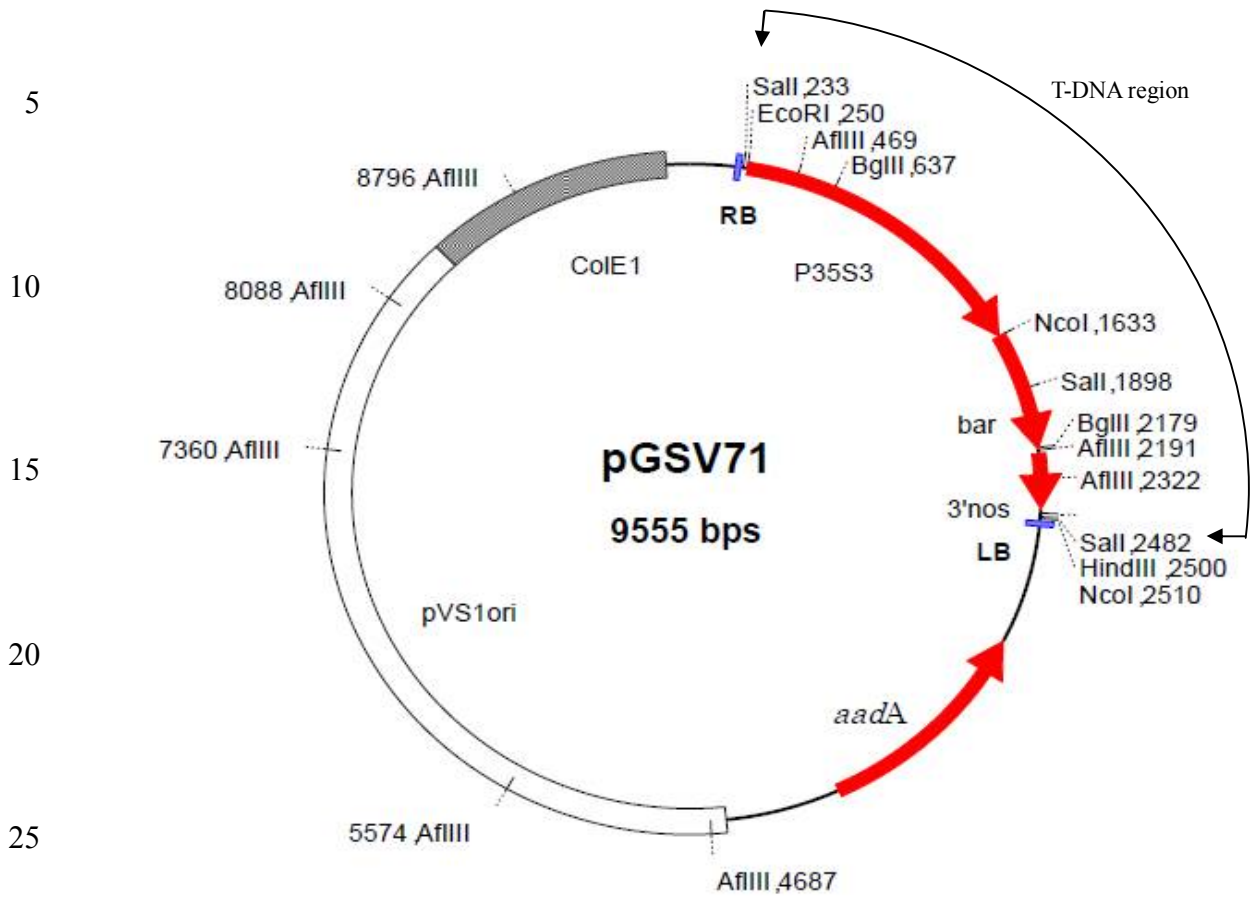 5
T-DNA region
SalI,233
EcoRI,250
AflIII,469
BglII,637
8796,AflIII
RB
ColE1
P35S3
10
8088,AflIII
NcoI,1633
SalI,1898
bar
BglII,2179
AflIII,2191
7360,AflIII
pGSV71
15
AflIII,2322
3'nos
9555 bps
LB
SalI,2482
HindIII,2500
NcoI,2510
pVS1ori
20
aadA
5574,AflIII
25
AflIII,4687